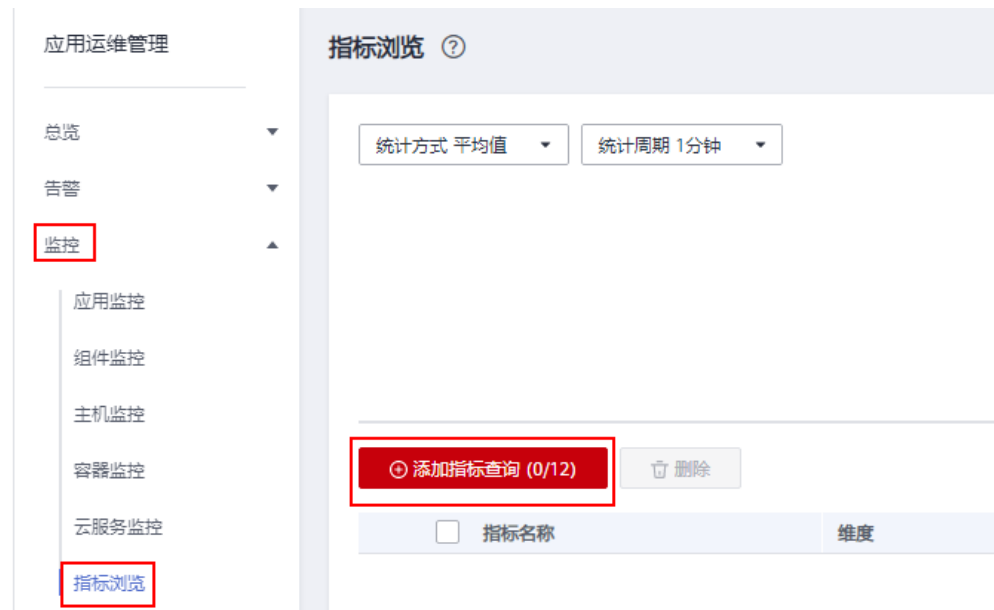 应用运维管理
总览
告警
监控
应用监控
组件监控
主机监控
容器监控
云服务监控
指标浏览
指标浏览 ?
统计方式 平均值 统计周期 1分钟
添加指标查询 (0/12) 删除
指标名称 维度